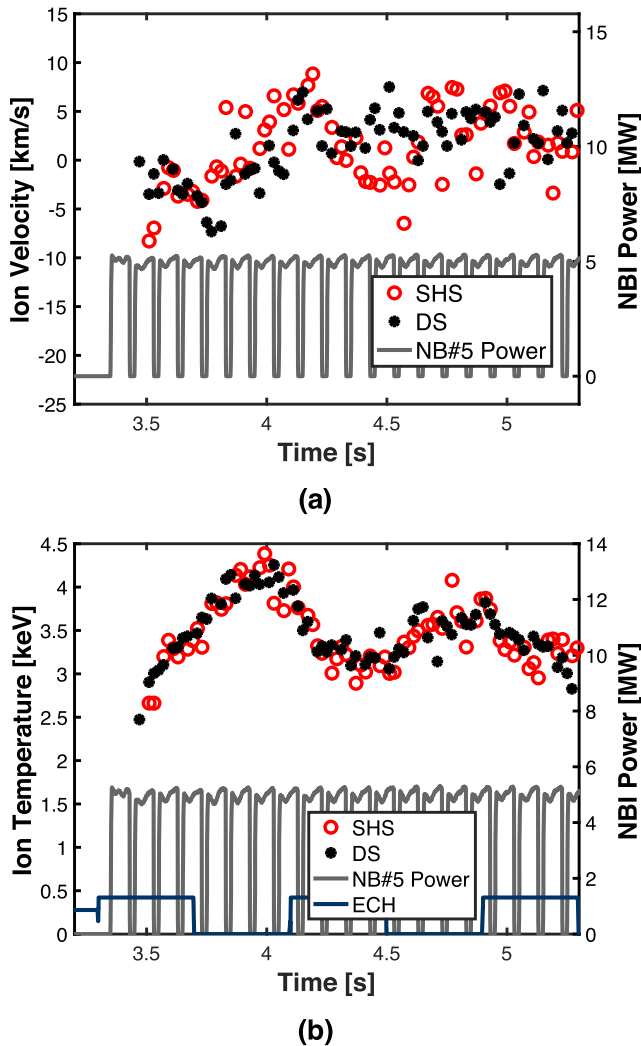 15
10
5
0
-5
-10
-15
-20
-25
Ion Velocity [km/s]
15
10
5
0
NBI Power [MW]
SHS
DS
NB#5 Power
3.5
4
4.5
5
Time [s]
(a)
4.5
4
3.5
3
2.5
2
1.5
1
0.5
0
Ion Temperature [keV]
14
12
10
8
6
4
2
0
NBI Power [MW]
SHS
DS
NB#5 Power
ECH
3.5
4
4.5
5
Time [s]
(b)